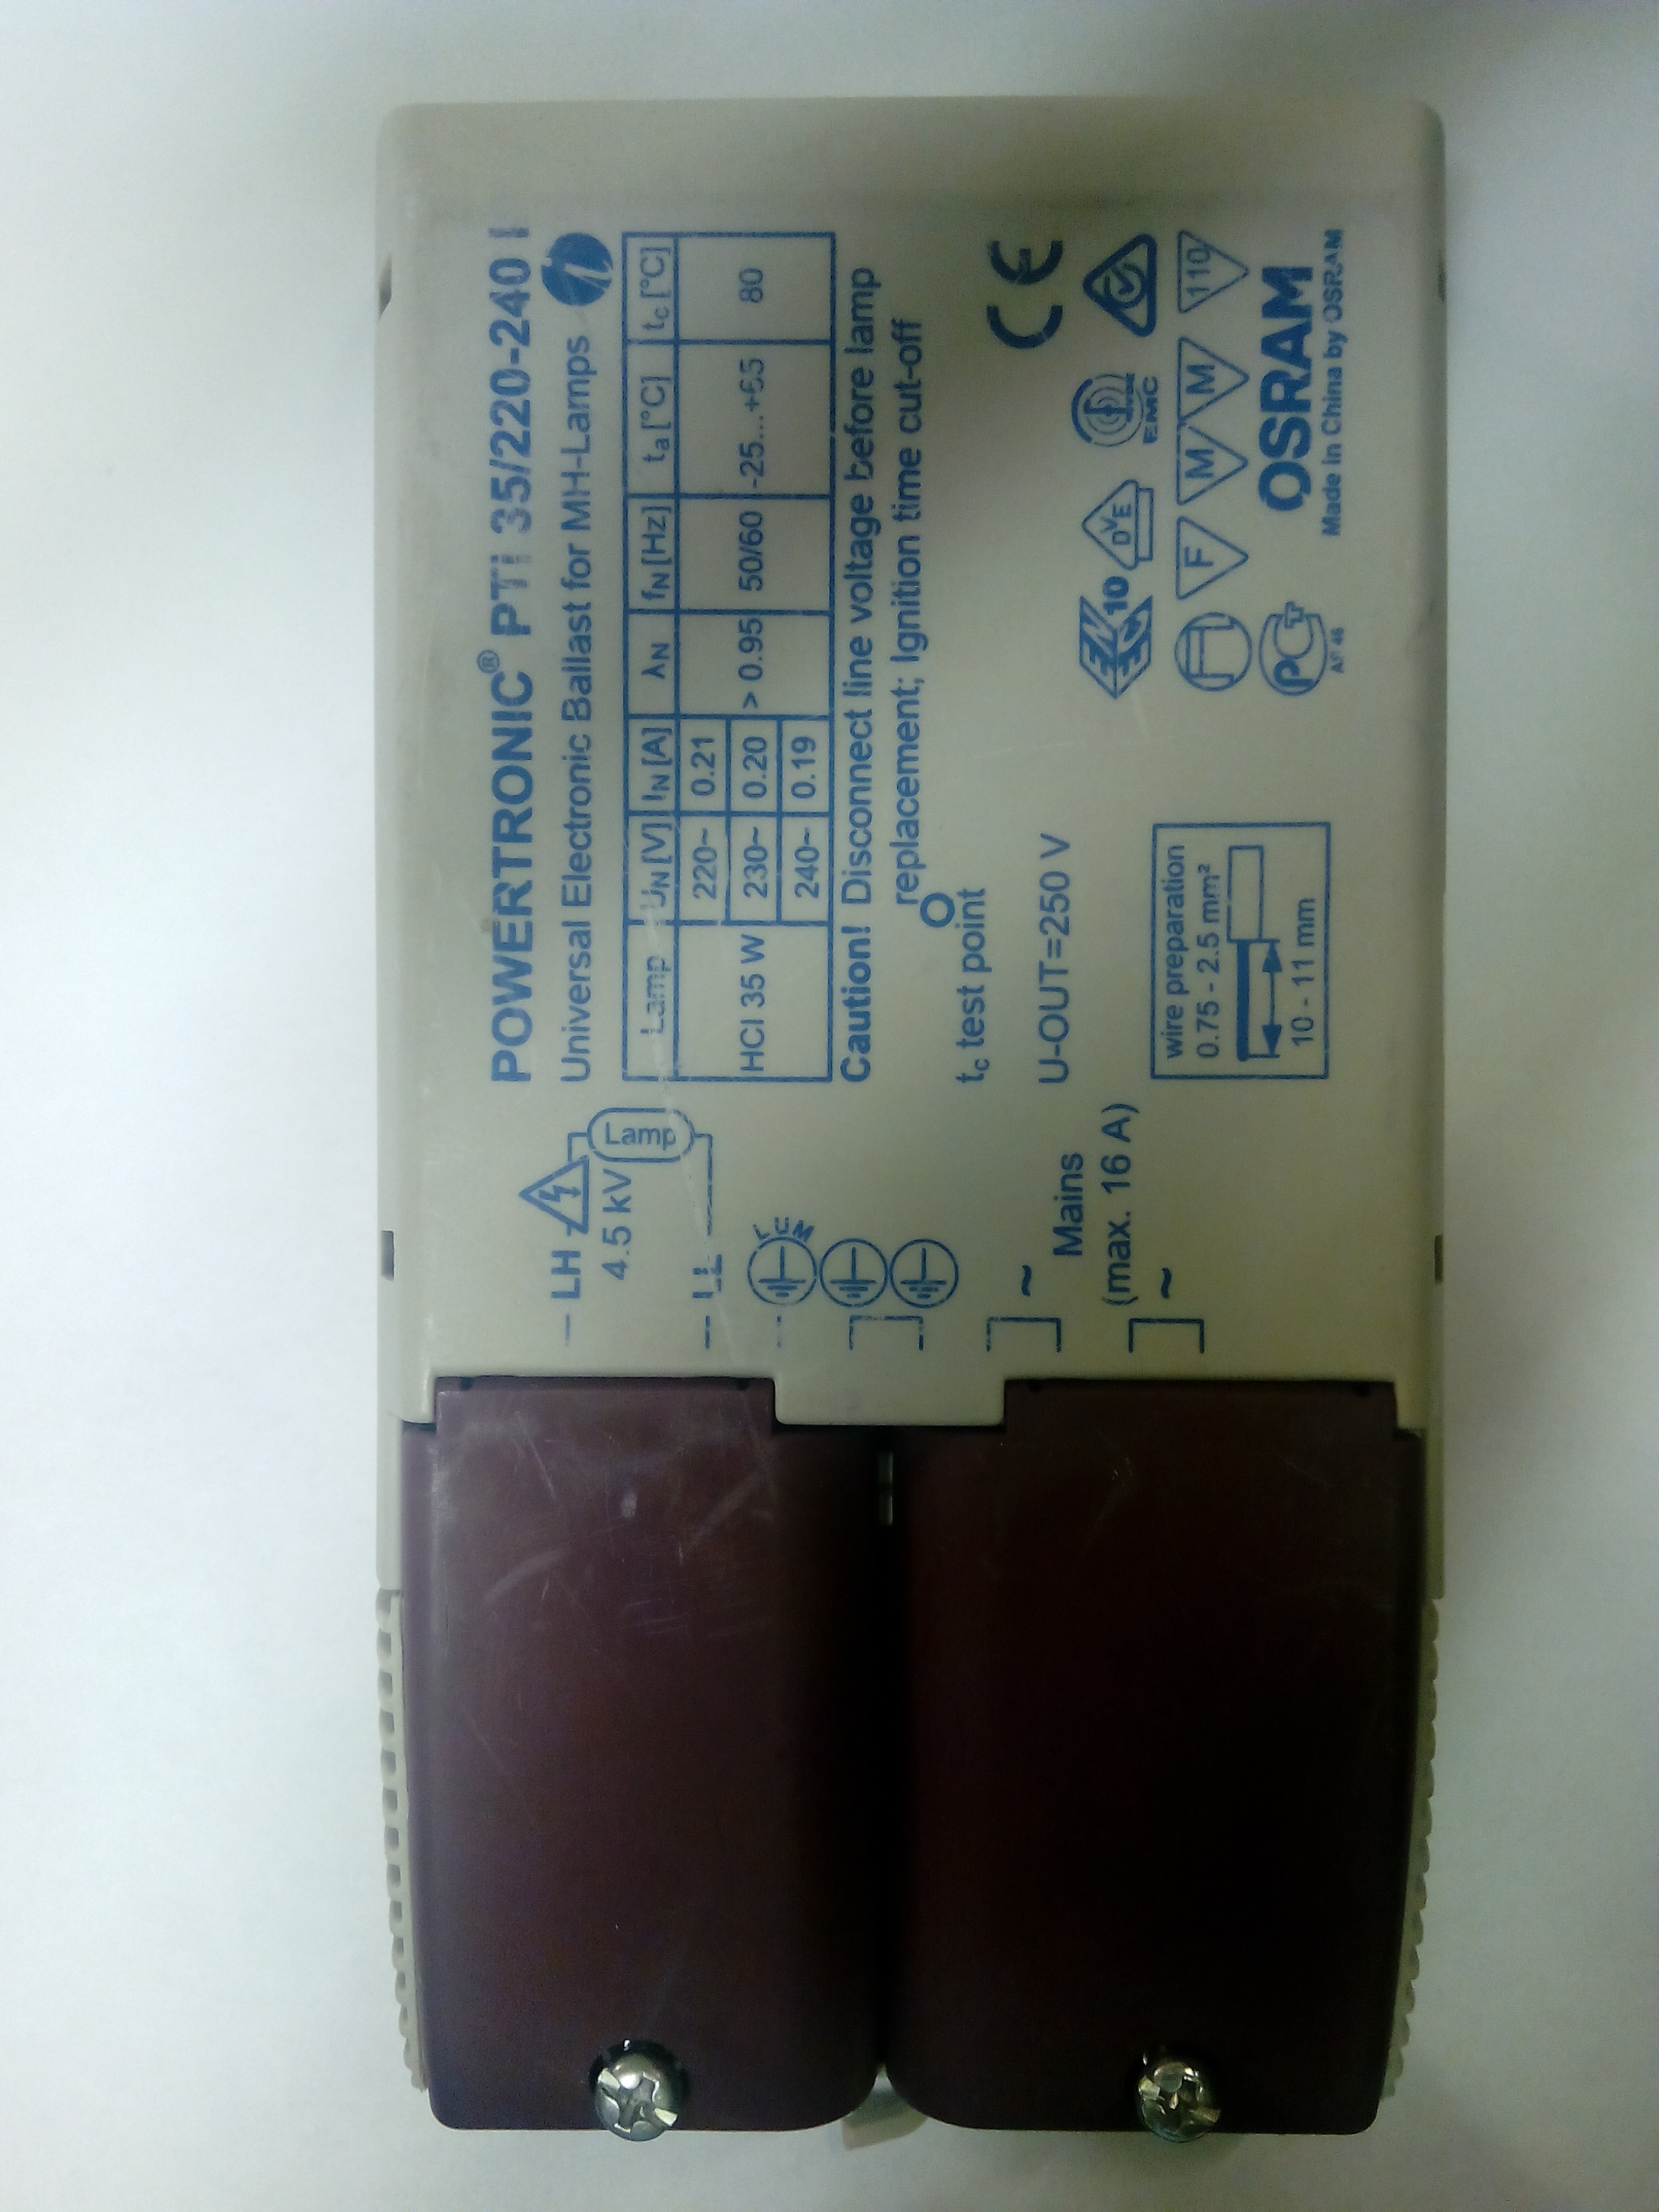 POWERTRONIC® PTi 35/220-240 I
Universal Electronic Ballast for MH-Lamps
Lamp UN [V] IN [A] λN fN [Hz] ta [°C] tc [°C]
HCI 35 W
220~ 0.21
230~ 0.20 > 0.95 50/60 -25...+65 80
240~ 0.19
Caution! Disconnect line voltage before lamp
replacement; Ignition time cut-off
tc test point
U-OUT=250 V
wire preparation
0.75 - 2.5 mm²
10 - 11 mm
LH
4.5 kV
Lamp
LL
LUM
~
Mains
(max. 16 A)
~
CE
10
DVE
EMC
F M M 110
PCT
OSRAM
Made in China by OSRAM